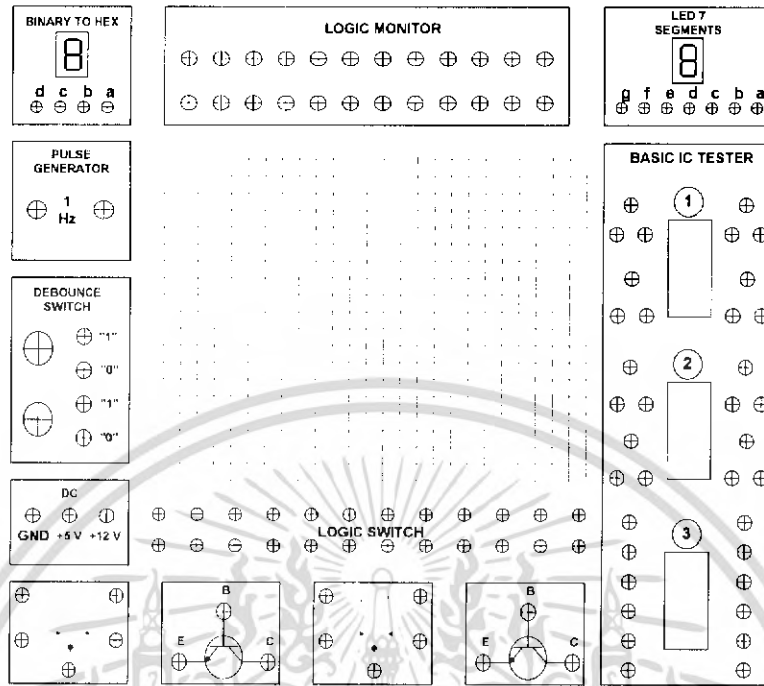 BINARY TO HEX
d c b a
LOGIC MONITOR
LED 7
SEGMENTS
g f e d c b a
PULSE
GENERATOR
1
Hz
BASIC IC TESTER
1
2
3
DEBOUNCE
SWITCH
"1"
"0"
"1"
"0"
DC
GND +5 V +12 V
LOGIC SWITCH
B
E C
B
E C